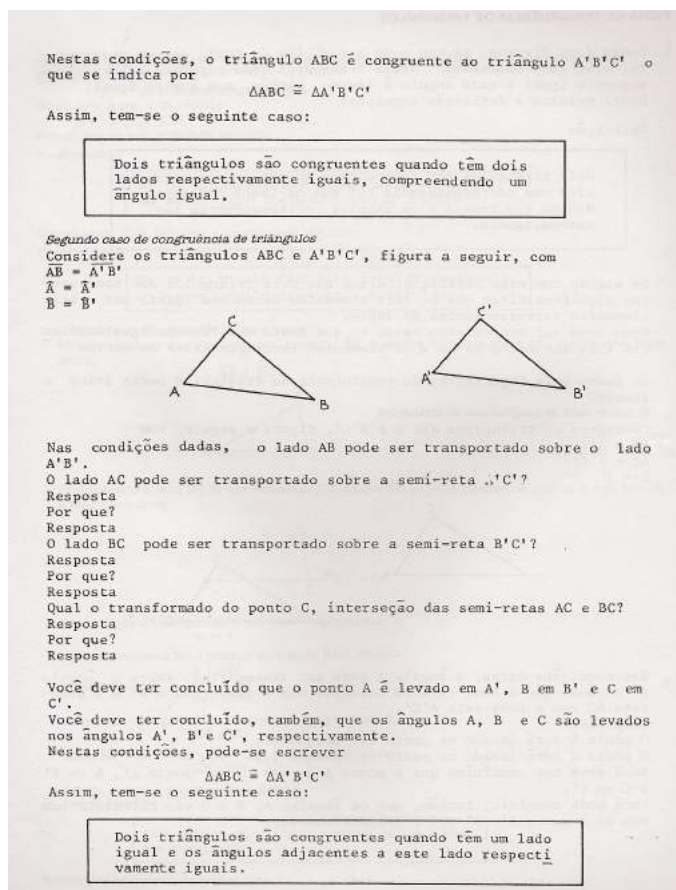 Nestas condições, o triângulo ABC é congruente ao triângulo A'B'C' o
que se indica por
ΔABC ≅ ΔA'B'C'
Assim, tem-se o seguinte caso:
Dois triângulos são congruentes quando têm dois
lados respectivamente iguais, compreendendo um
ângulo igual.
Segundo caso de congruência de triângulos
Considere os triângulos ABC e A'B'C', figura a seguir, com
A̅B̅ = A̅'̅B̅'
Â = Â'
B̂ = B̂'
C
A
B
C'
A'
B'
Nas condições dadas, o lado AB pode ser transportado sobre o lado
A'B'.
O lado AC pode ser transportado sobre a semi-reta 'C'?
Resposta
Por que?
Resposta
O lado BC pode ser transportado sobre a semi-reta B'C'?
Resposta
Por que?
Resposta
Qual o transformado do ponto C, interseção das semi-retas AC e BC?
Resposta
Por que?
Resposta
Você deve ter concluído que o ponto A é levado em A', B em B' e C em
C'.
Você deve ter concluído, também, que os ângulos A, B e C são levados
nos ângulos A', B' e C', respectivamente.
Nestas condições, pode-se escrever
ΔABC ≅ ΔA'B'C'
Assim, tem-se o seguinte caso:
Dois triângulos são congruentes quando têm um lado
igual e os ângulos adjacentes a este lado respecti
vamente iguais.